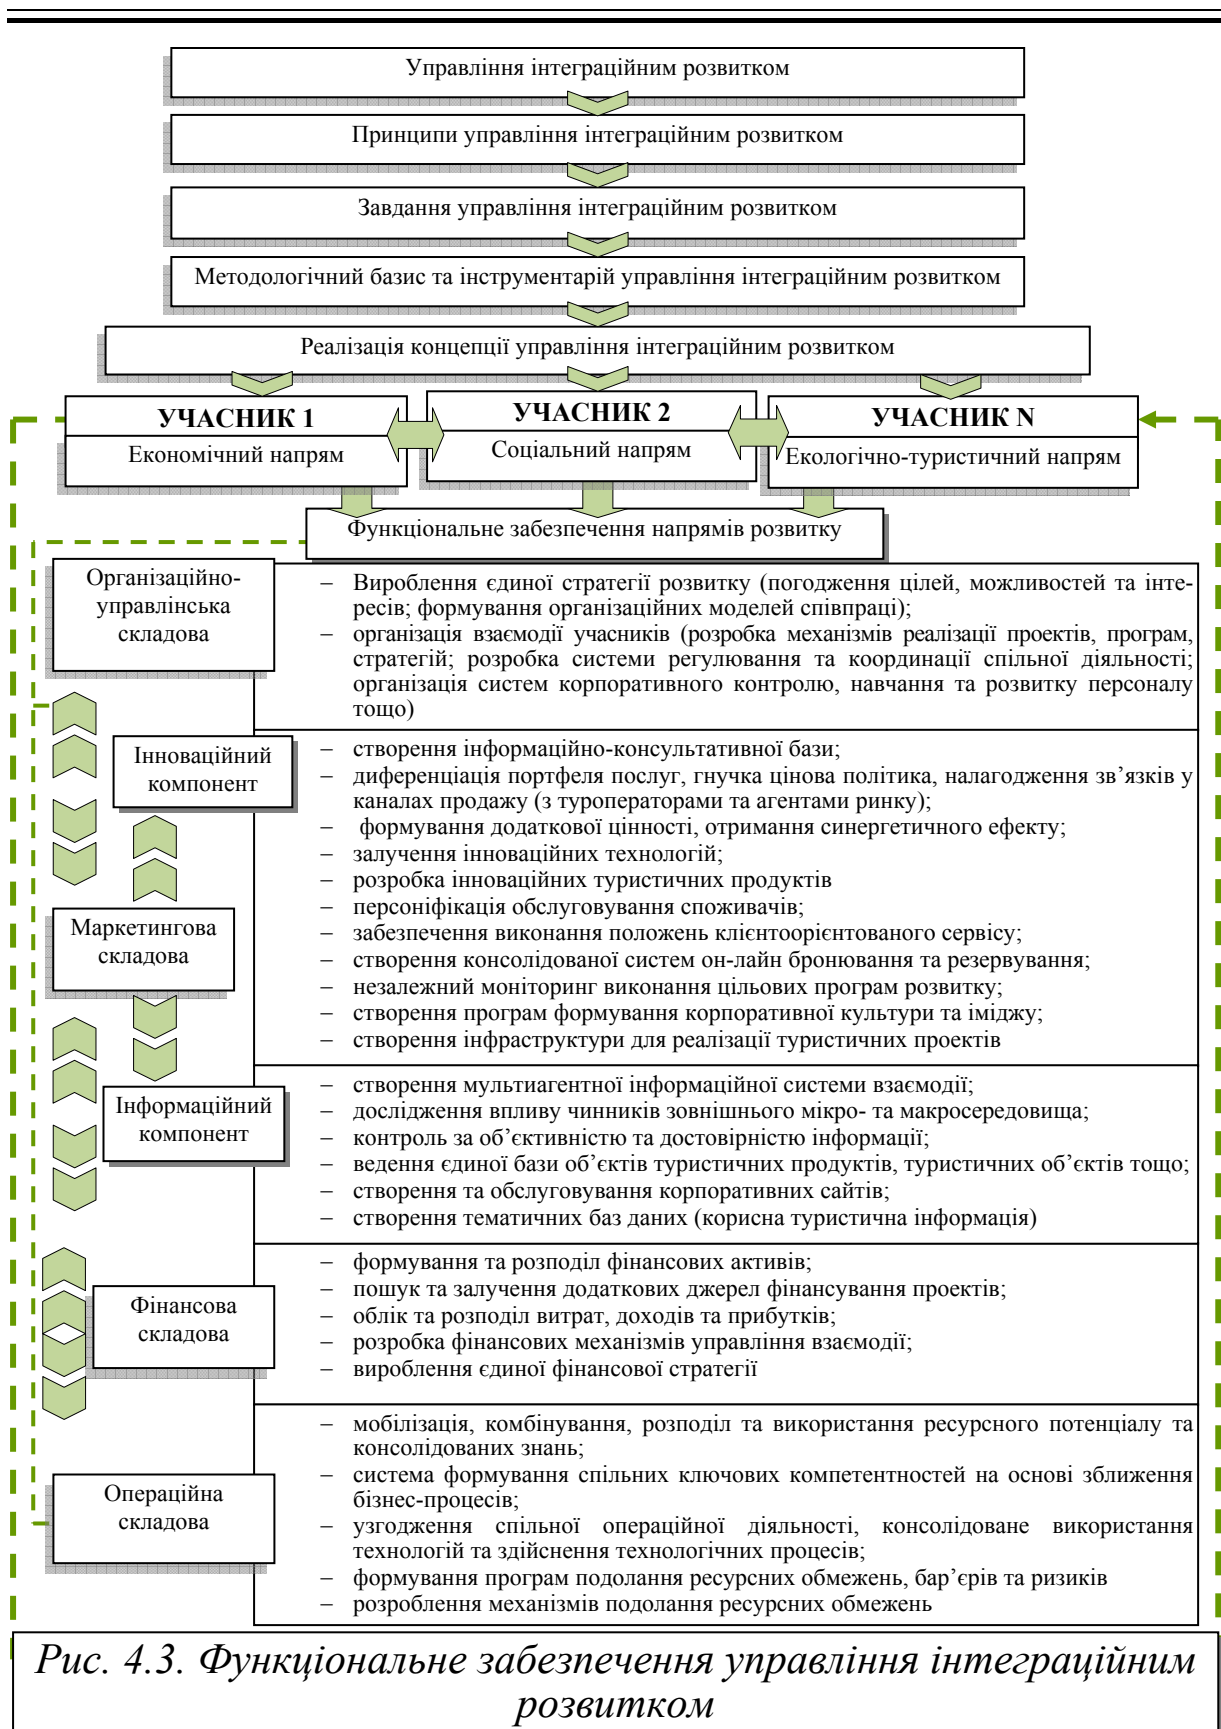 Управління інтеграційним розвитком
Принципи управління інтеграційним розвитком
Завдання управління інтеграційним розвитком
Методологічний базис та інструментарій управління інтеграційним розвитком
Реалізація концепції управління інтеграційним розвитком
УЧАСНИК 1
Економічний напрям
УЧАСНИК 2
Соціальний напрям
УЧАСНИК N
Екологічно-туристичний напрям
Функціональне забезпечення напрямів розвитку
Організаційно-
управлінська
складова
– Вироблення єдиної стратегії розвитку (погодження цілей, можливостей та інте-
ресів; формування організаційних моделей співпраці);
– організація взаємодії учасників (розробка механізмів реалізації проектів, програм,
стратегій; розробка системи регулювання та координації спільної діяльності;
організація систем корпоративного контролю, навчання та розвитку персоналу
тощо)
Інноваційний
компонент
Маркетингова
складова
– створення інформаційно-консультативної бази;
– диференціація портфеля послуг, гнучка цінова політика, налагодження зв’язків у
каналах продажу (з туроператорами та агентами ринку);
– формування додаткової цінності, отримання синергетичного ефекту;
– залучення інноваційних технологій;
– розробка інноваційних туристичних продуктів
– персоніфікація обслуговування споживачів;
– забезпечення виконання положень клієнтоорієнтованого сервісу;
– створення консолідованої систем он-лайн бронювання та резервування;
– незалежний моніторинг виконання цільових програм розвитку;
– створення програм формування корпоративної культури та іміджу;
– створення інфраструктури для реалізації туристичних проектів
Інформаційний
компонент
– створення мультиагентної інформаційної системи взаємодії;
– дослідження впливу чинників зовнішнього мікро- та макросередовища;
– контроль за об’єктивністю та достовірністю інформації;
– ведення єдиної бази об’єктів туристичних продуктів, туристичних об’єктів тощо;
– створення та обслуговування корпоративних сайтів;
– створення тематичних баз даних (корисна туристична інформація)
Фінансова
складова
– формування та розподіл фінансових активів;
– пошук та залучення додаткових джерел фінансування проектів;
– облік та розподіл витрат, доходів та прибутків;
– розробка фінансових механізмів управління взаємодії;
– вироблення єдиної фінансової стратегії
Операційна
складова
– мобілізація, комбінування, розподіл та використання ресурсного потенціалу та
консолідованих знань;
– система формування спільних ключових компетентностей на основі зближення
бізнес-процесів;
– узгодження спільної операційної діяльності, консолідоване використання
технологій та здійснення технологічних процесів;
– формування програм подолання ресурсних обмежень, бар’єрів та ризиків
– розроблення механізмів подолання ресурсних обмежень
Рис. 4.3. Функціональне забезпечення управління інтеграційним
розвитком